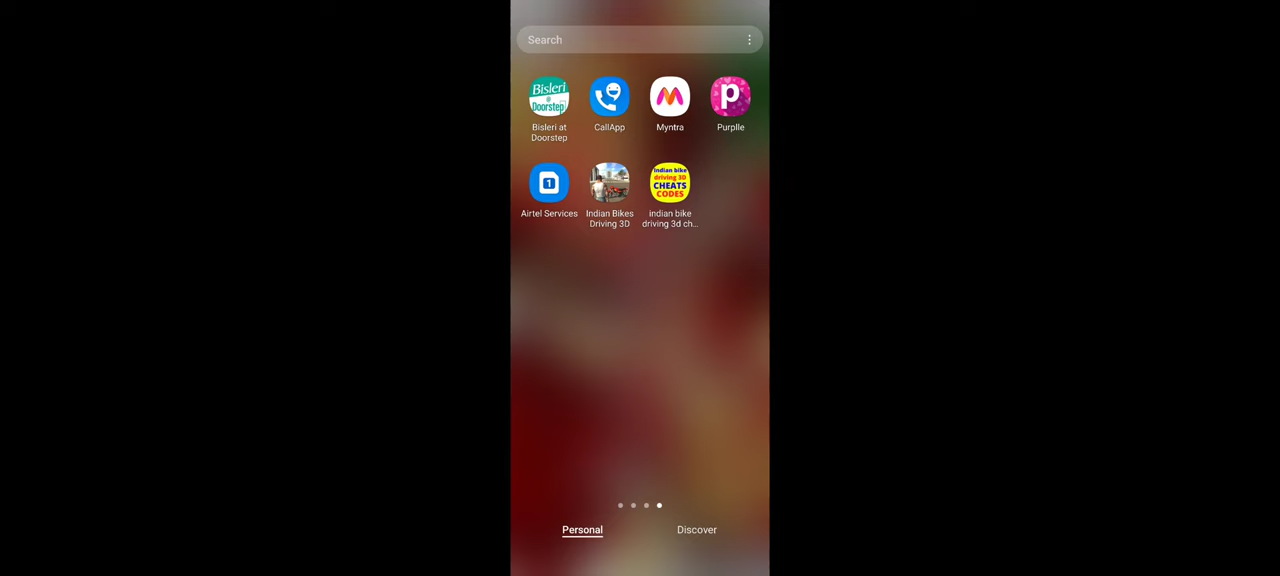 Search
Bisleri
@
Doorstep
p
Bisleri at
Doorstep
CallApp
Myntra
Purplle
1
Indian bike
driving 3D
CHEATS
CODES
Airtel Services
Indian Bikes
Driving 3D
indian bike
driving 3d ch...
Personal
Discover